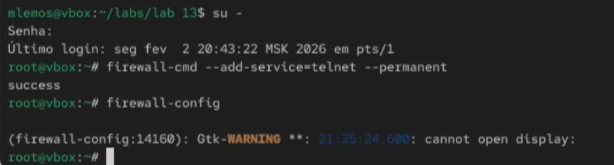 mlemos@vbox:~/labs/lab 13$ su -
Senha:
Último login: seg fev  2 20:43:22 MSK 2026 em pts/1
root@vbox:~# firewall-cmd --add-service=telnet --permanent
success
root@vbox:~# firewall-config
(firewall-config:14160): Gtk-WARNING **: 21:25:24.600: cannot open display:
root@vbox:~#